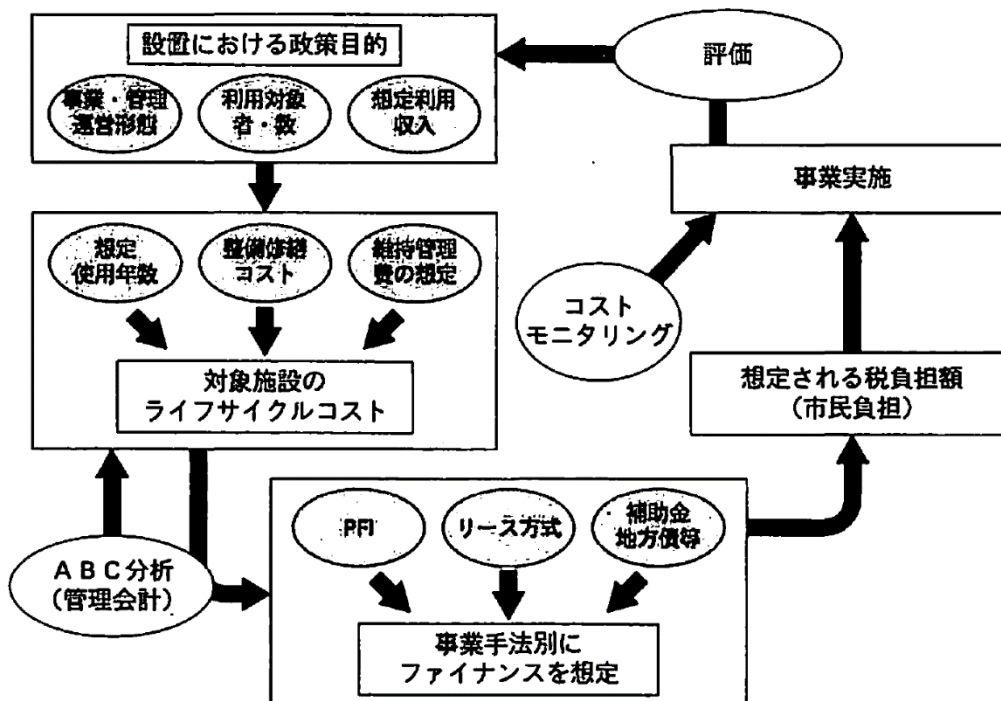 設置における政策目的
事業・管理
運営形態
利用対象
者・数
想定利用
収入
評価
事業実施
想定
使用年数
整備修繕
コスト
維持管理
費の想定
対象施設の
ライフサイクルコスト
コスト
モニタリング
想定される税負担額
（市民負担）
ＡＢＣ分析
（管理会計）
PFI
リース方式
補助金
地方債等
事業手法別に
ファイナンスを想定